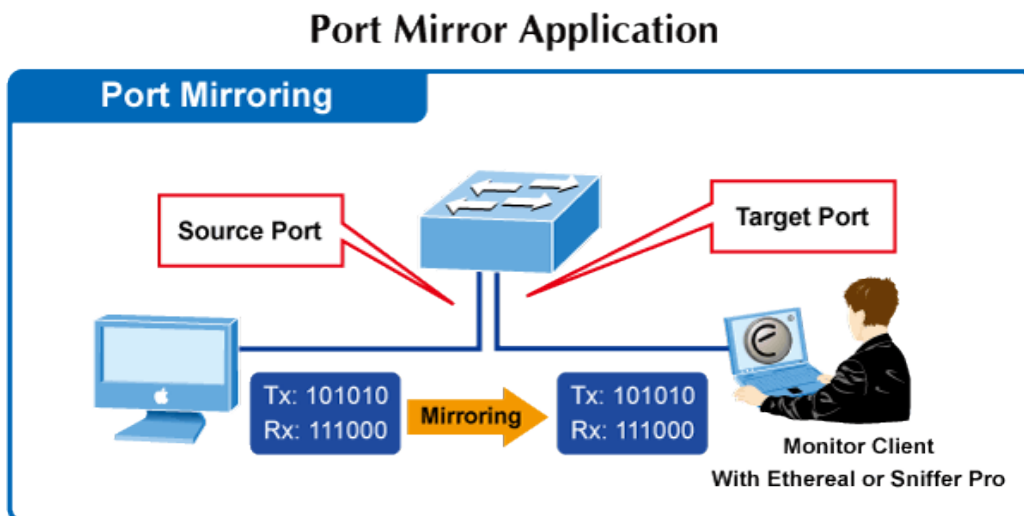 Port Mirror Application
Port Mirroring
Source Port
Target Port
Tx: 101010
Rx: 111000
Mirroring
Tx: 101010
Rx: 111000
e
Monitor Client
With Ethereal or Sniffer Pro